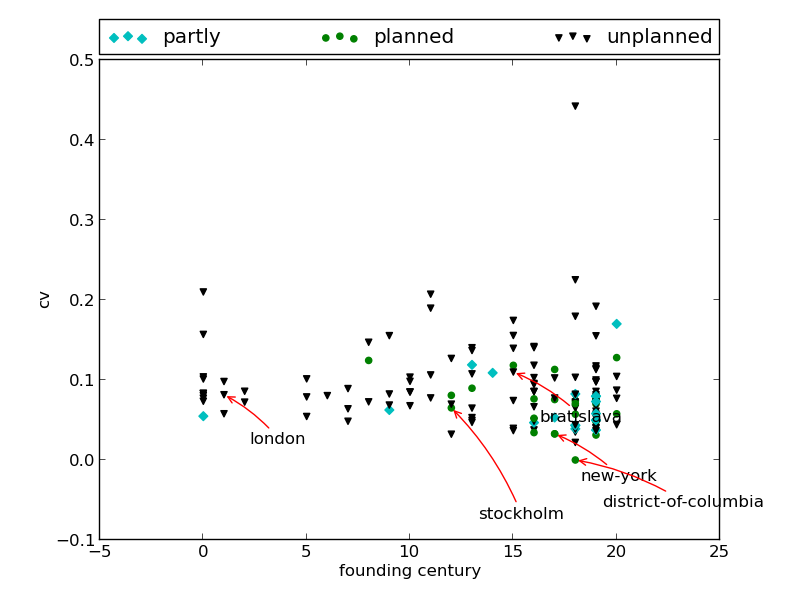 partly planned unplanned
0.5
0.4
0.3
cv
0.2
0.1
bratislava
london
0.0
new-york
district-of-columbia
stockholm
−0.1
−5 0 5 10 15 20 25
founding century